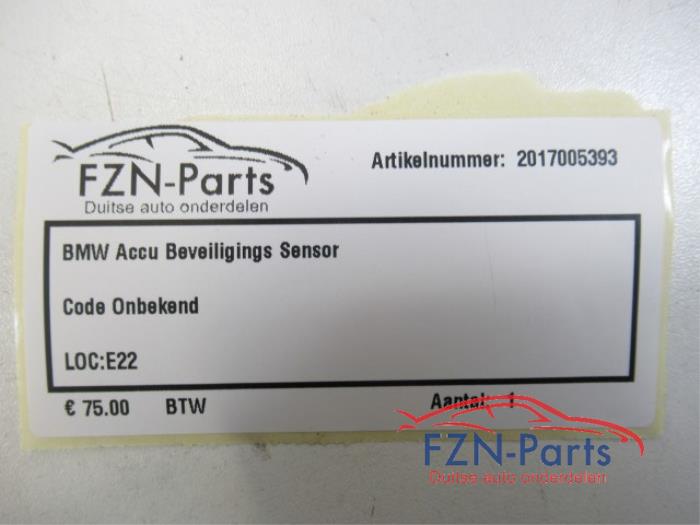 FZN-Parts
Duitse auto onderdelen
Artikelnummer: 2017005393
BMW Accu Beveiligings Sensor
Code Onbekend
LOC:E22
€ 75.00 BTW
Aantal: 1
FZN-Parts
Duitse auto onderdelen